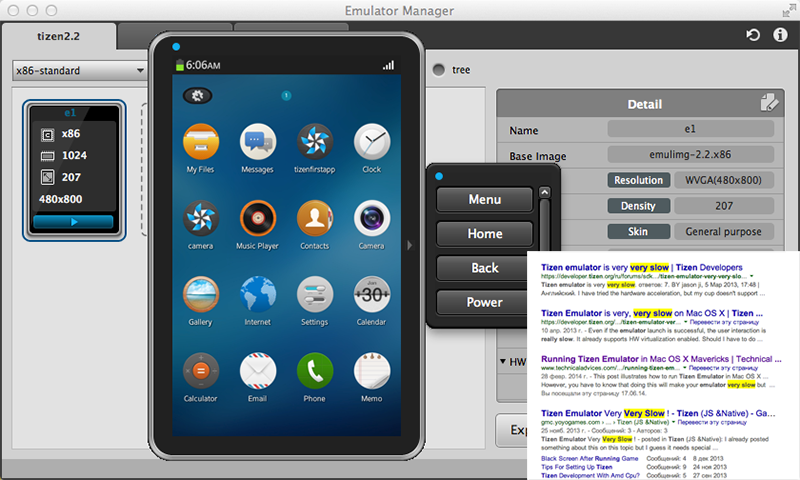 Emulator Manager
tizen2.2
x86-standard
tree
e1
x86
1024
207
480x800
6:06AM
1
My Files
Messages
tizenfirstapp
Clock
camera
Music Player
Contacts
Camera
Gallery
Internet
Settings
+30-
Calendar
Calculator
Email
Phone
Memo
Menu
Home
Back
Power
Detail
Name
e1
Base Image
emulimg-2.2.x86
Resolution
WVGA(480x800)
Density
207
Skin
General purpose
HW
Exp
Tizen emulator is very very slow | Tizen Developers
https://developer.tizen.org/ru/forums/adk.../tizen-emulator-very-very-slo...
Tizen emulator is very very slow. ответов: 7. BY jason ji, 5 Мар 2013, 17:48 |
Английский. I have tried the hardware acceleration, but my cup doesn't support ...
Tizen Emulator is very, very slow on Mac OS X | Tizen ...
https://developer.tizen.org/.../tizen-emulator-ver... Перевести эту страницу
10 апр. 2013 г. - Even if the emulator launch is successful, the user interaction is
really slow. It already supports HW virtualization enabled. Should I have to do ...
Running Tizen Emulator in Mac OS X Mavericks | Technical ...
www.technicaladvices.com/.../running-tizen-em... Перевести эту страницу
28 февр. 2014 г. - This post illustrates how to run Tizen Emulator in Mac OS X ...
However, you have to know that doing this will make your emulator very slow but ...
Вы посещали эту страницу 17.06.14.
Tizen Emulator Very Very Slow ! - Tizen (JS &Native) - Ga...
gmc.yoyogames.com › ... › Tizen (JS &Native) Перевести эту страницу
25 нояб. 2013 г. - Сообщений: 3 - Авторов: 3
Tizen Emulator Very Very Slow ! - posted in Tizen (JS &Native): I already posted
something about this on this topic but I guess it needs special ...
Black Screen After Running Game Сообщений: 4 8 дек 2013
Tips For Setting Up Tizen Сообщений: 9 24 ноя 2013
Tizen Development With Amd Cpu? Сообщений: 5 27 сен 2013